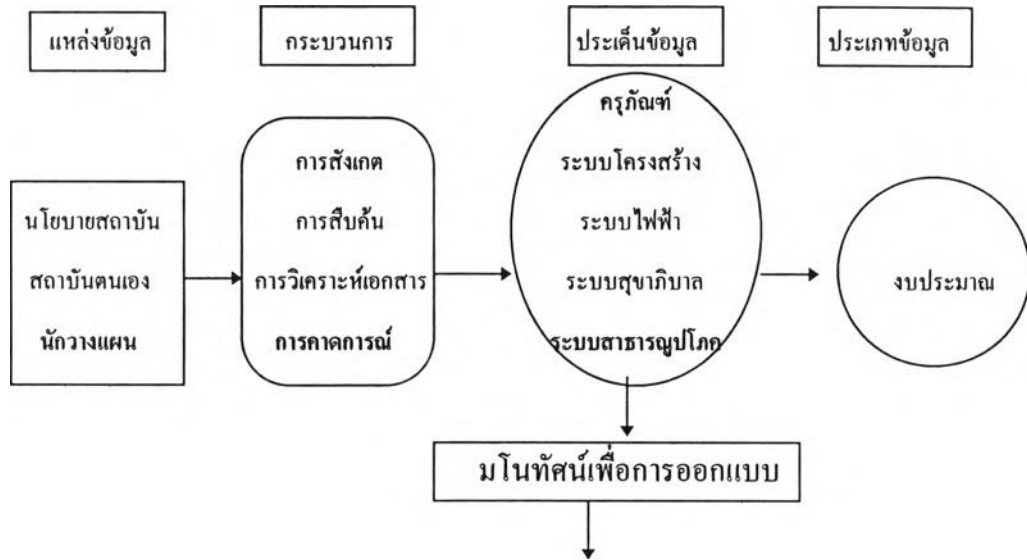 แหล่งข้อมูล
กระบวนการ
ประเด็นข้อมูล
ประเภทข้อมูล
นโยบายสถาบัน
สถาบันตนเอง
นักวางแผน
การสังเกต
การสืบค้น
การวิเคราะห์เอกสาร
การคาดการณ์
ครุภัณฑ์
ระบบโครงสร้าง
ระบบไฟฟ้า
ระบบสุขาภิบาล
ระบบสาธารณูปโภค
งบประมาณ
มโนทัศน์เพื่อการออกแบบ